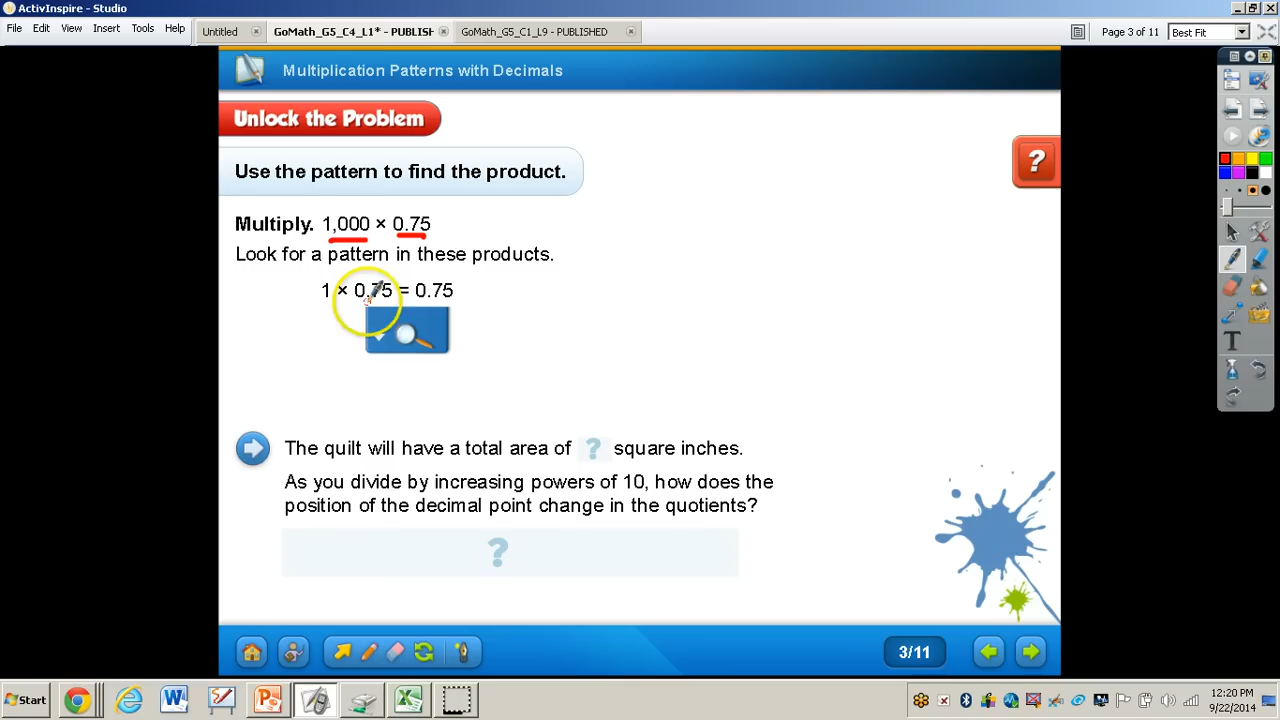 ActivInspire - Studio
File Edit View Insert Tools Help
Untitled
GoMath_G5_C4_L1* - PUBLISH
GoMath_G5_C1_L9 - PUBLISHED
Page 3 of 11
Best Fit
Multiplication Patterns with Decimals
Unlock the Problem
Use the pattern to find the product.
?
Multiply. 1,000 × 0.75
Look for a pattern in these products.
1 × 0.75 = 0.75
The quilt will have a total area of ? square inches.
As you divide by increasing powers of 10, how does the
position of the decimal point change in the quotients?
?
3/11
T
Start
12:20 PM
9/22/2014